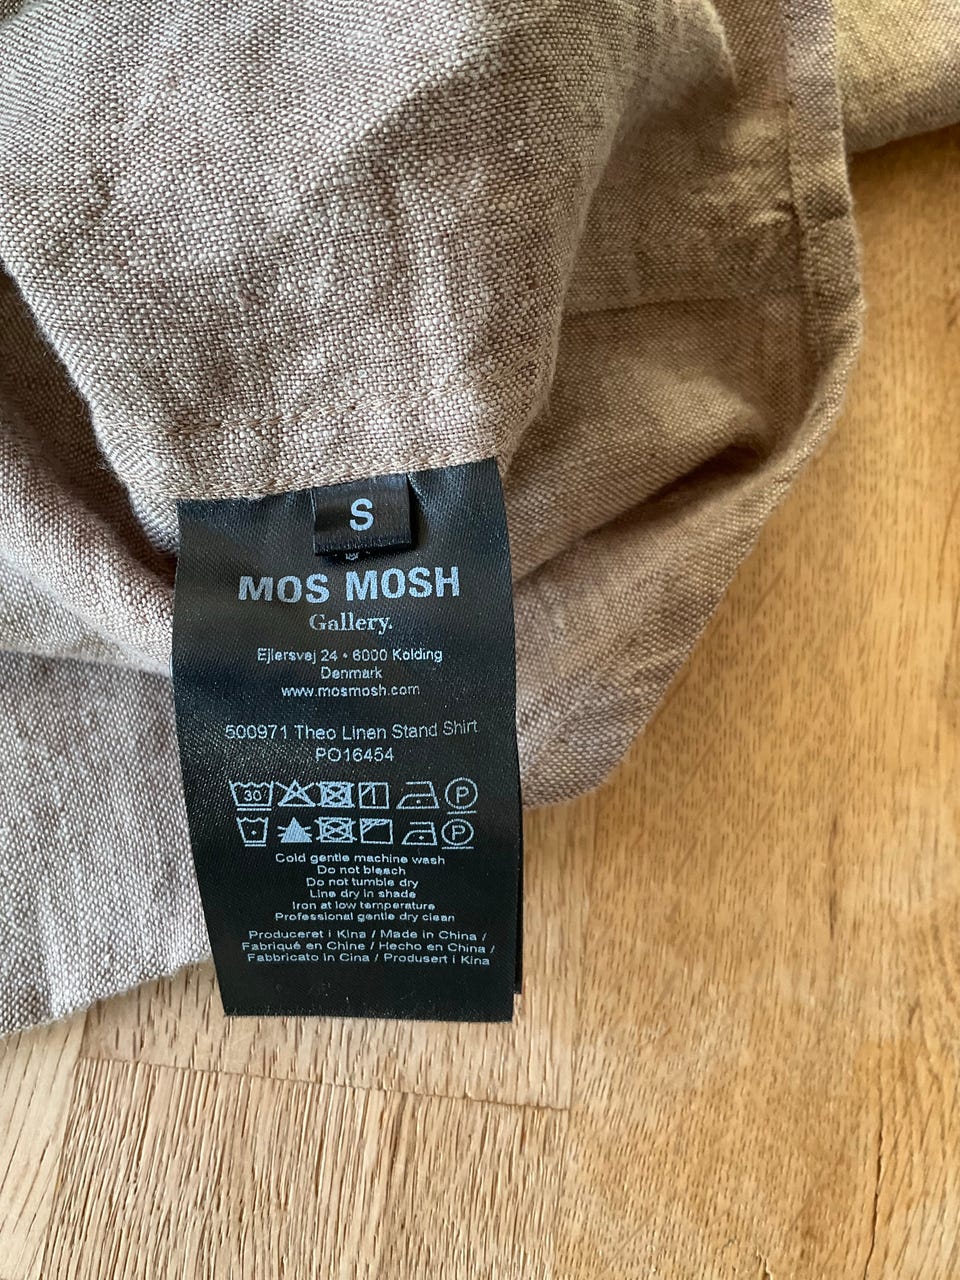 S
MOS MOSH
Gallery.
Ejlersvej 24 • 6000 Kolding
Denmark
www.mosmosh.com
500971 Theo Linen Stand Shirt
PO16454
30° P
P
Cold gentle machine wash
Do not bleach
Do not tumble dry
Line dry in shade
Iron at low temperature
Professional gentle dry clean
Produceret i Kina / Made in China /
Fabriqué en Chine / Hecho en China /
Fabbricato in Cina / Produsert i Kina